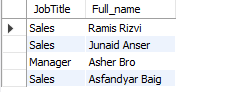 JobTitle Full_name
Sales Ramis Rizvi
Sales Junaid Anser
Manager Asher Bro
Sales Asfandyar Baig